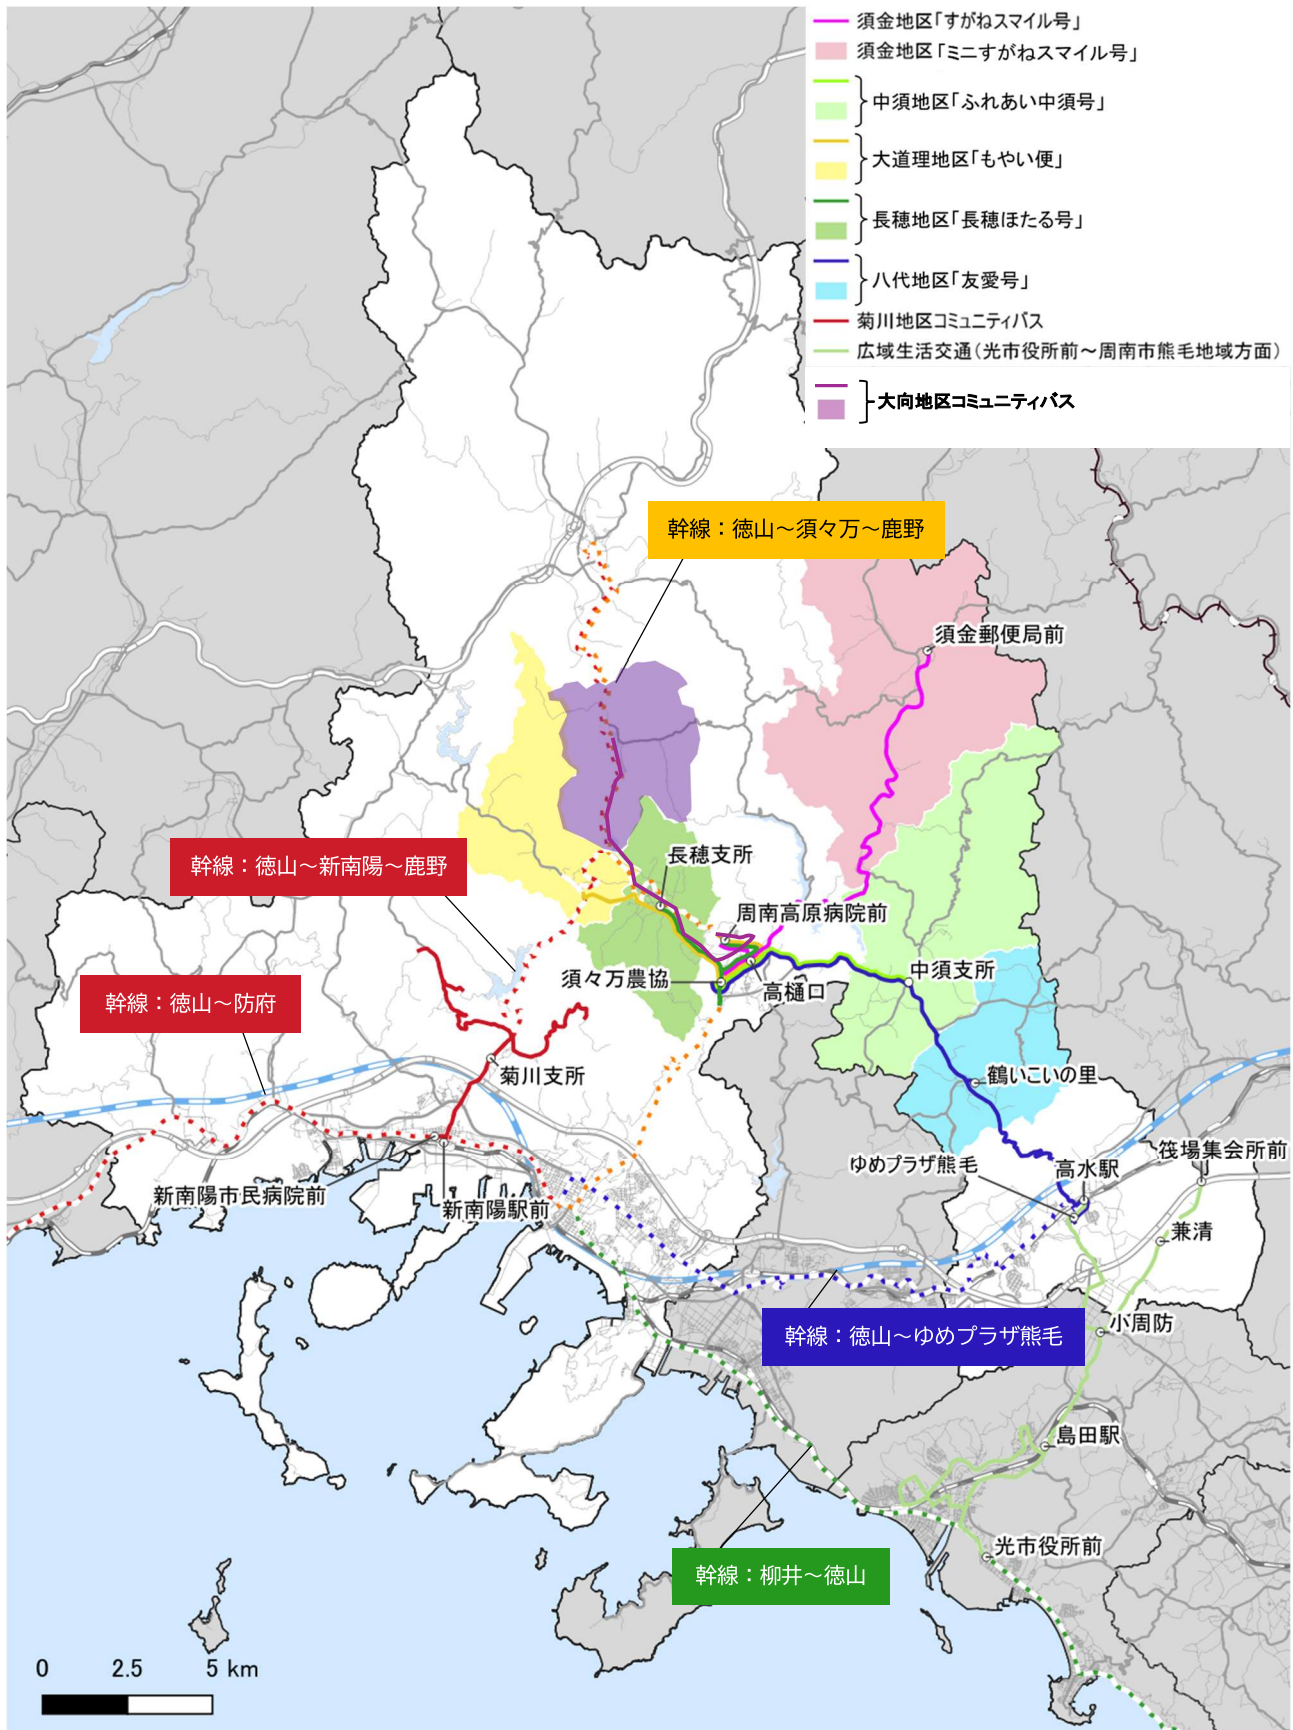 須金地区「すがねスマイル号」
須金地区「ミニすがねスマイル号」
中須地区「ふれあい中須号」
大道理地区「もやい便」
長穂地区「長穂ほたる号」
八代地区「友愛号」
菊川地区コミュニティバス
広域生活交通(光市役所前～周南市熊毛地域方面)
大向地区コミュニティバス
幹線：徳山～須々万～鹿野
須金郵便局前
長穂支所
幹線：徳山～新南陽～鹿野
周南高原病院前
中須支所
須々万農協
高樋口
幹線：徳山～防府
菊川支所
鶴いこいの里
筏場集会所前
ゆめプラザ熊毛
高水駅
新南陽市民病院前
新南陽駅前
兼清
小周防
幹線：徳山～ゆめプラザ熊毛
島田駅
光市役所前
幹線：柳井～徳山
0 2.5 5 km